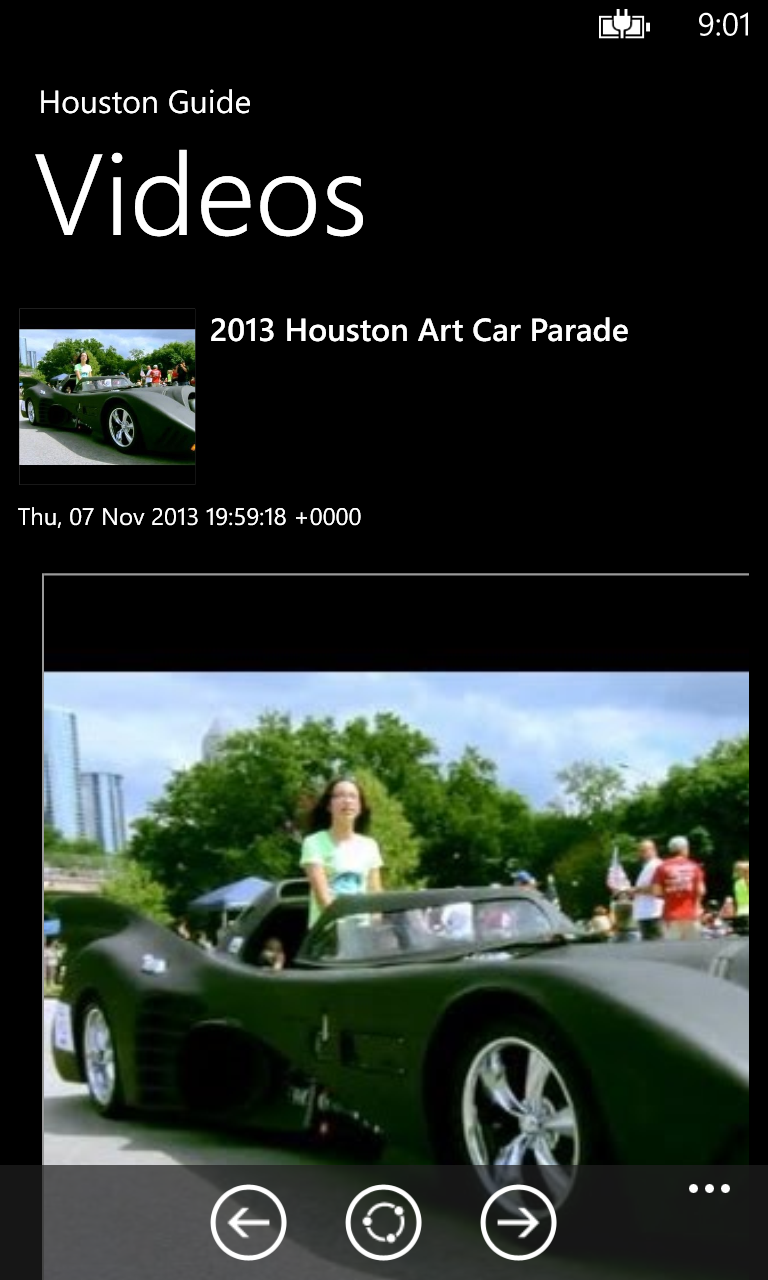 9:01
Houston Guide
Videos
2013 Houston Art Car Parade
Thu, 07 Nov 2013 19:59:18 +0000